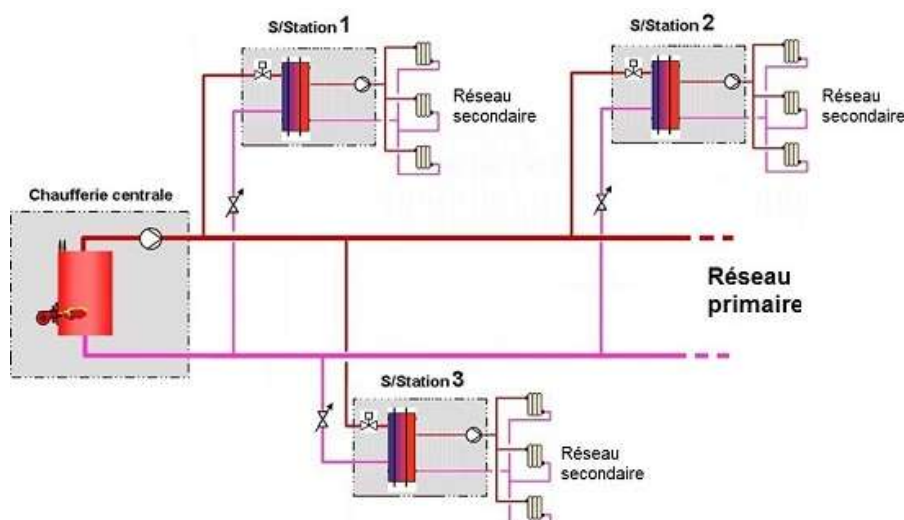 S/Station 1
S/Station 2
Réseau
secondaire
Réseau
secondaire
Chaufferie centrale
Réseau
primaire
S/Station 3
Réseau
secondaire